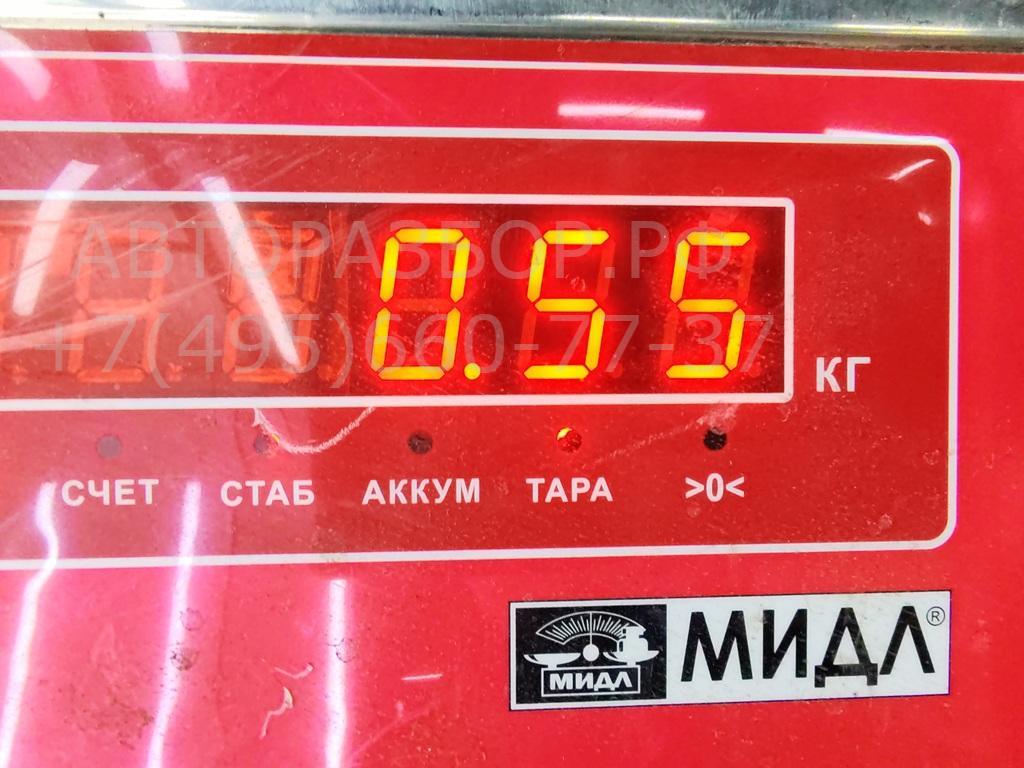 АВТОРАЗБОР.РФ
+7(495)660-77-37
0.55
КГ
СЧЕТ СТАБ АККУМ ТАРА >0<
МИДЛ МИДЛ®